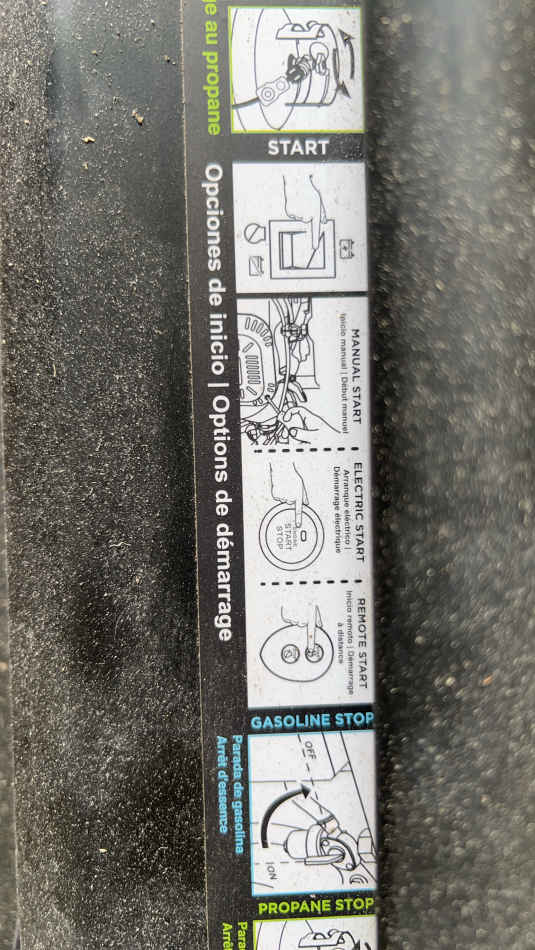 au propane
START
Opciones de inicio | Options de démarrage
MANUAL START
Inicio manual | Début manuel
ELECTRIC START
Arranque eléctrico |
Démarrage électrique
START
STOP
REMOTE START
Inicio remoto | Démarrage
à distance
GASOLINE STOP
Parada de gasolina
Arrêt d'essence
OFF
ON
PROPANE STOP